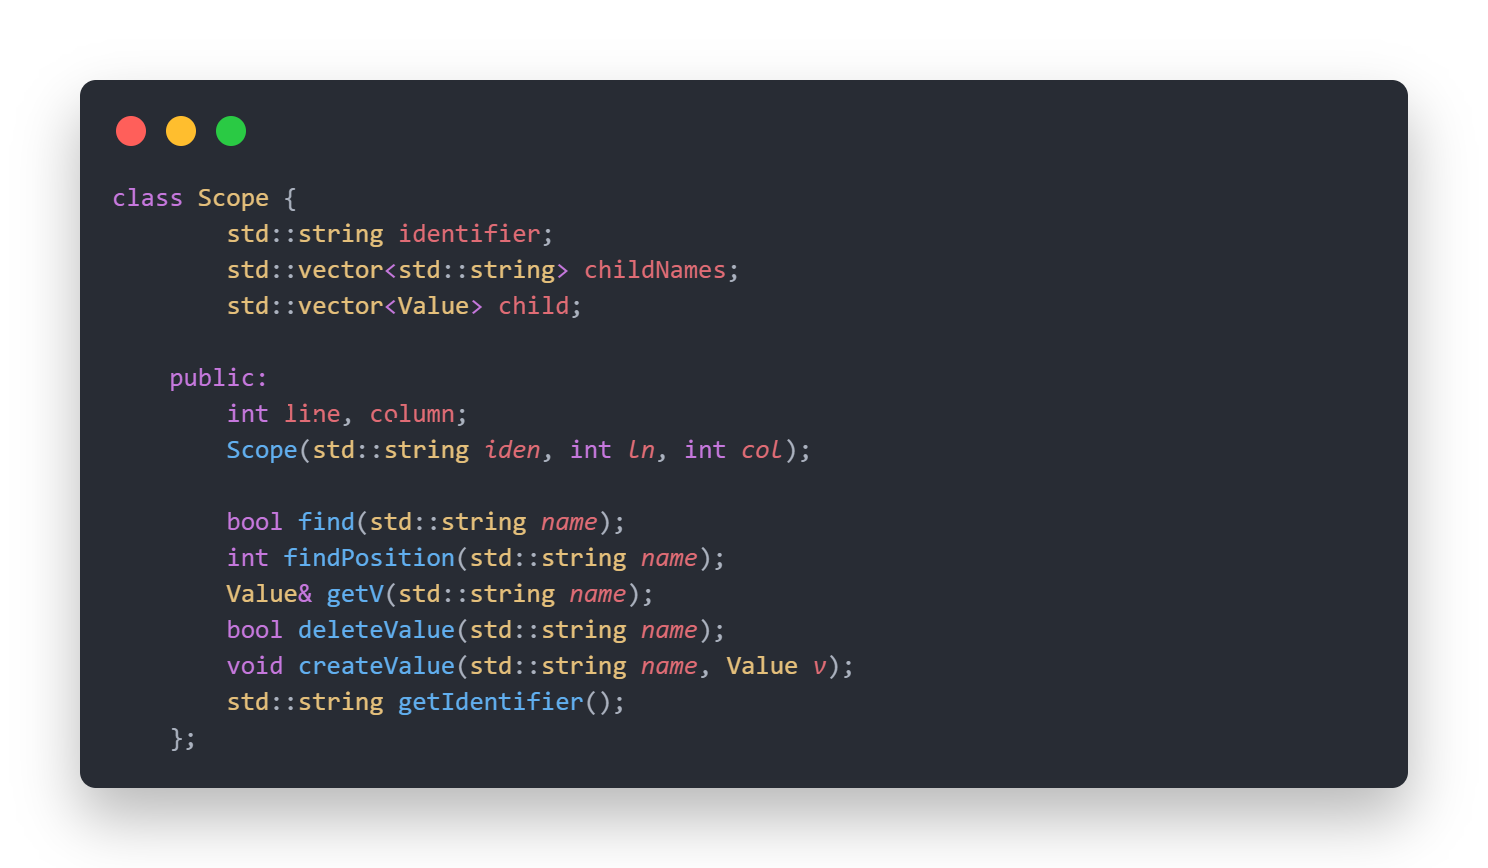 class Scope {
        std::string identifier;
        std::vector<std::string> childNames;
        std::vector<Value> child;

    public:
        int line, column;
        Scope(std::string iden, int ln, int col);

        bool find(std::string name);
        int findPosition(std::string name);
        Value& getV(std::string name);
        bool deleteValue(std::string name);
        void createValue(std::string name, Value v);
        std::string getIdentifier();
    };